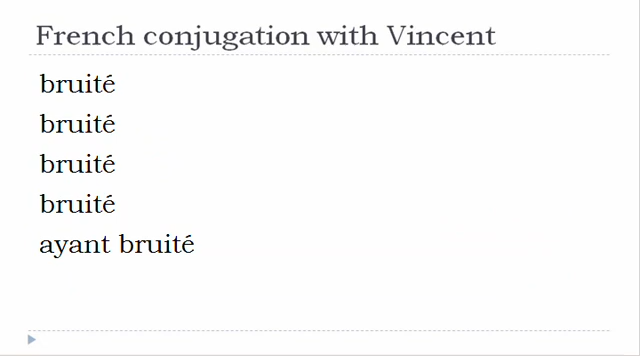 French conjugation with Vincent
bruité
bruité
bruité
bruité
ayant bruité